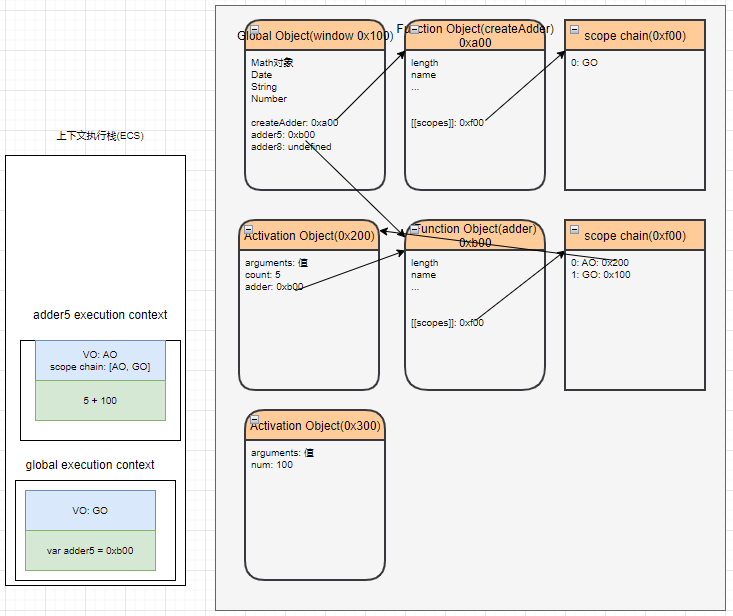 上下文执行栈(ECS)
adder5 execution context
VO: AO
scope chain: [AO, GO]
5 + 100
global execution context
VO: GO
var adder5 = 0xb00
Global Object(window 0x100)
Math对象
Date
String
Number
createAdder: 0xa00
adder5: 0xb00
adder8: undefined
Function Object(createAdder)
0xa00
length
name
...
[[scopes]]: 0xf00
scope chain(0xf00)
0: GO
Activation Object(0x200)
arguments: 值
count: 5
adder: 0xb00
Function Object(adder)
0xb00
length
name
...
[[scopes]]: 0xf00
scope chain(0xf00)
0: AO: 0x200
1: GO: 0x100
Activation Object(0x300)
arguments: 值
num: 100